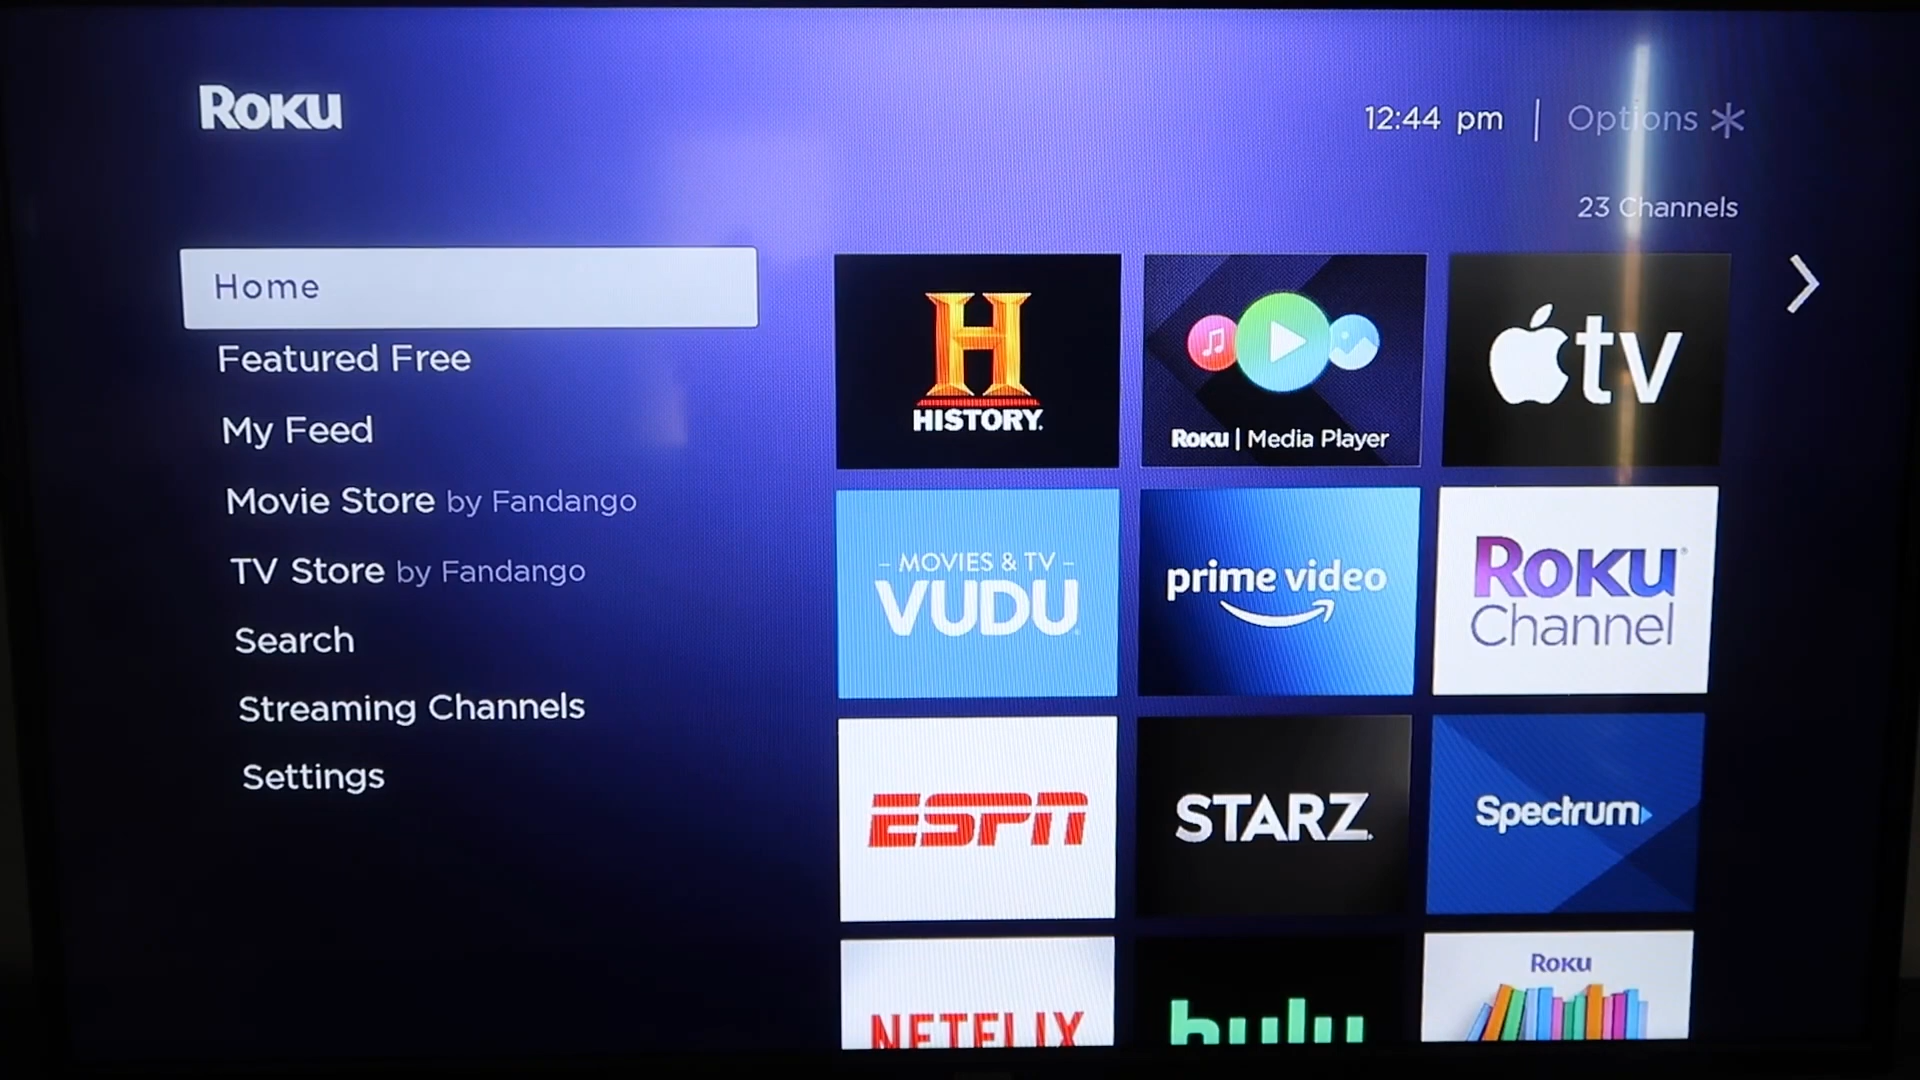 Roku
12:44 pm | Options *
23 Channels
Home
Featured Free
My Feed
Movie Store by Fandango
TV Store by Fandango
Search
Streaming Channels
Settings
HISTORY.
Roku | Media Player
tv
- MOVIES & TV -
VUDU
prime video
Roku
Channel
ESPN
STARZ
Spectrum
NETFLIX
hulu
Roku